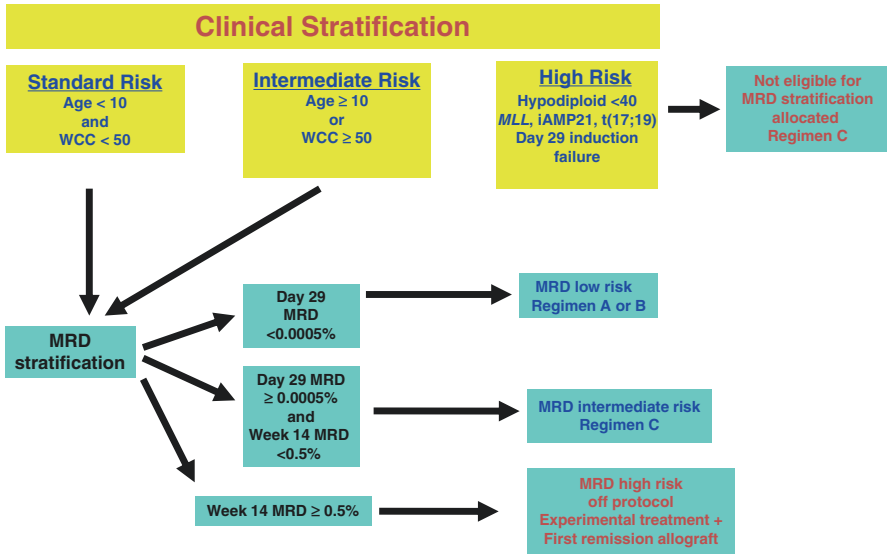 Clinical Stratification
Standard Risk
Age < 10
and
WCC < 50
Intermediate Risk
Age ≥ 10
or
WCC ≥ 50
High Risk
Hypodiploid <40
MLL, iAMP21, t(17;19)
Day 29 induction
failure
Not eligible for
MRD stratification
allocated
Regimen C
MRD
stratification
Day 29
MRD
<0.0005%
MRD low risk
Regimen A or B
Day 29 MRD
≥ 0.0005%
and
Week 14 MRD
<0.5%
MRD intermediate risk
Regimen C
Week 14 MRD ≥ 0.5%
MRD high risk
off protocol
Experimental treatment +
First remission allograft